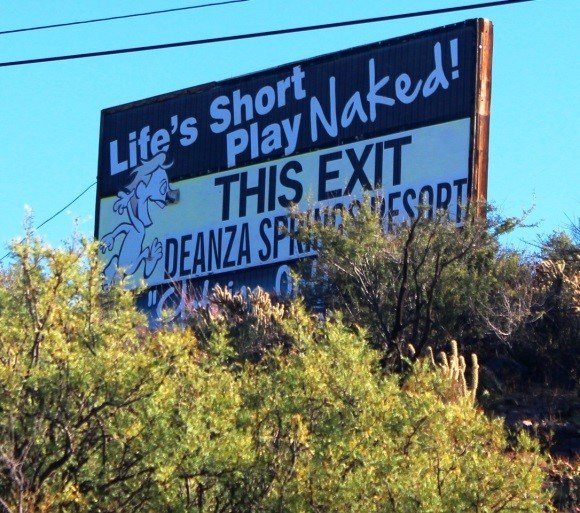 Life's Short
Play Naked!
THIS EXIT
DEANZA SPRINGS RESORT